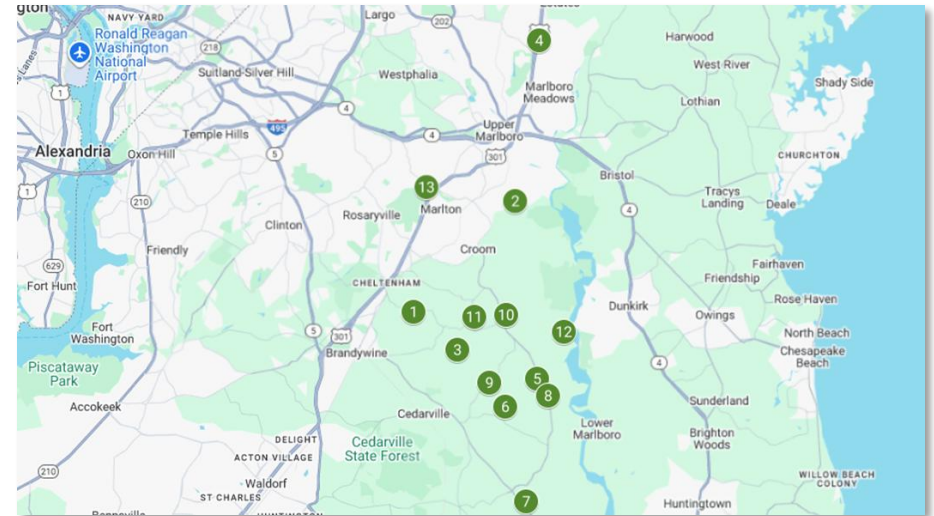 gton
NAVY YARD
Largo
202
4
Harwood
Ronald Reagan
Washington
National
Airport
218
Suitland-Silver Hill
Westphalia
West River
Shady Side
Marlboro
Meadows
Lothian
1
4
495
Temple Hills
4
Upper
Marlboro
Alexandria
Oxon Hill
5
301
CHURCHTON
Bristol
1
13
2
210
Rosaryville
Marlton
4
Tracys
Landing
Deale
Clinton
Friendly
Croom
629
Fairhaven
Friendship
Fort Hunt
CHELTENHAM
Rose Haven
1
11
10
Dunkirk
Owings
Fort
Washington
5
301
12
North Beach
Brandywine
3
Chesapeake
Beach
4
Piscataway
Park
9
5
8
Accokeek
Cedarville
6
Sunderland
Lower
Marlboro
DELIGHT
Cedarville
State Forest
Brighton
Woods
ACTON VILLAGE
210
Waldorf
WILLOW BEACH
COLONY
ST CHARLES
7
Huntingtown